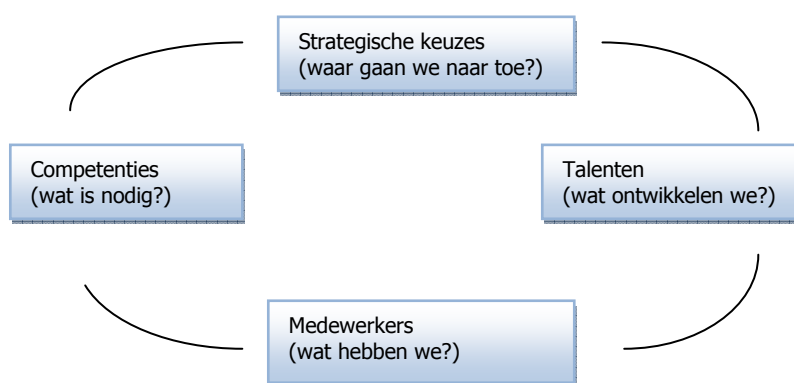 Strategische keuzes
(waar gaan we naar toe?)
Competenties
(wat is nodig?)
Talenten
(wat ontwikkelen we?)
Medewerkers
(wat hebben we?)